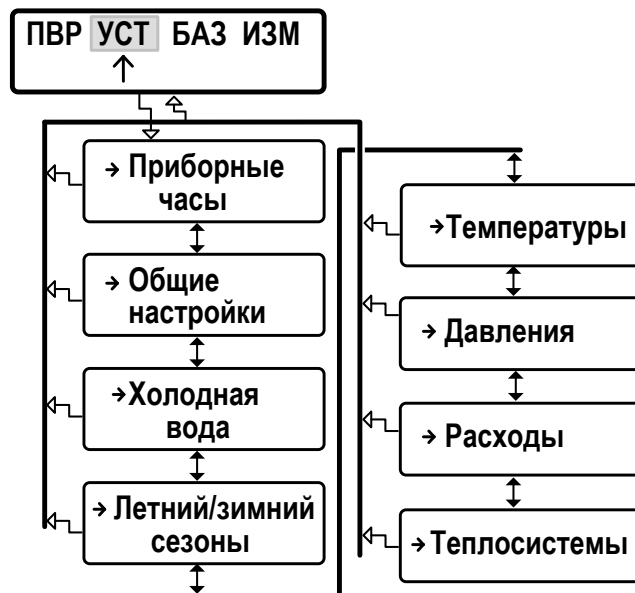 ПВР УСТ БАЗ ИЗМ
Приборные
часы
Общие
настройки
Холодная
вода
Летний/зимний
сезоны
Температуры
Давления
Расходы
Теплосистемы